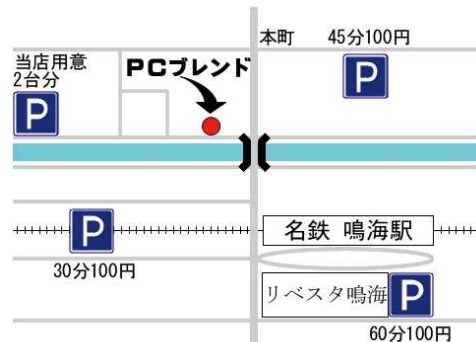 本町
45分100円
当店用意
2台分
PCブレンド
P
P
P
名鉄 鳴海駅
30分100円
リベスタ鳴海
P
60分100円